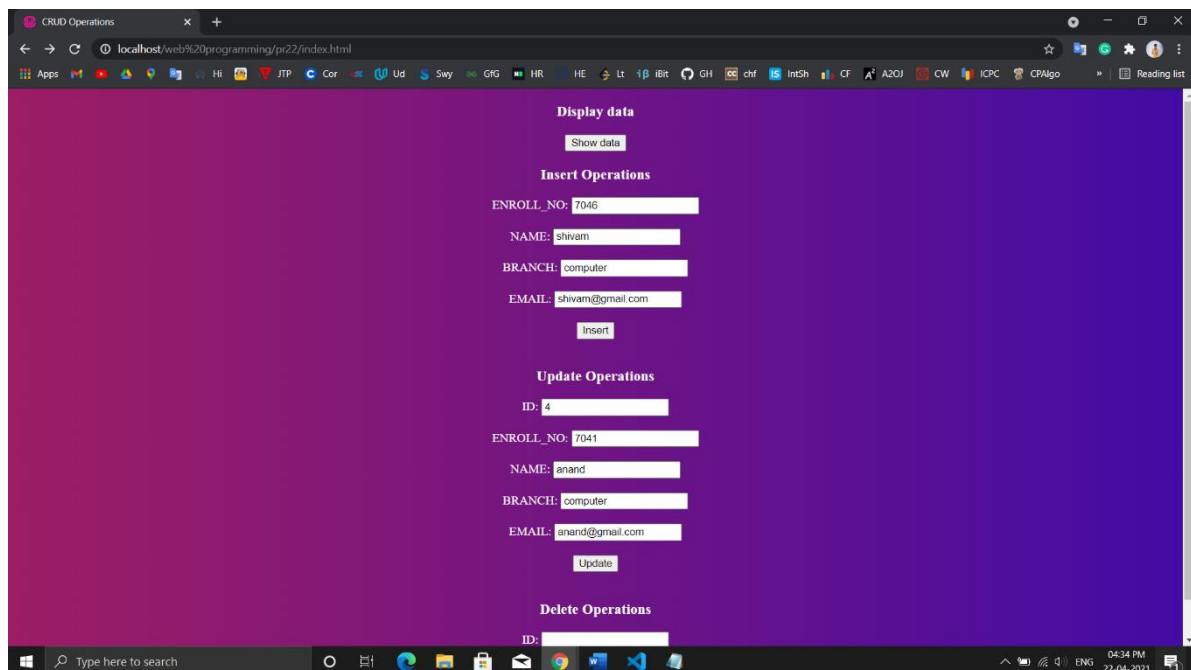 CRUD Operations
localhost/web%20programming/pr22/index.html
Apps Hi JTP Cor Ud Swy GfG HR HE Lt iBit GH chf IntSh CF A2OJ CW ICPC CPAlgo » Reading list
Display data
Show data
Insert Operations
ENROLL_NO: 7046
NAME: shivam
BRANCH: computer
EMAIL: shivam@gmail.com
Insert
Update Operations
ID: 4
ENROLL_NO: 7041
NAME: anand
BRANCH: computer
EMAIL: anand@gmail.com
Update
Delete Operations
ID:
Type here to search
ENG
04:34 PM
22-04-2021